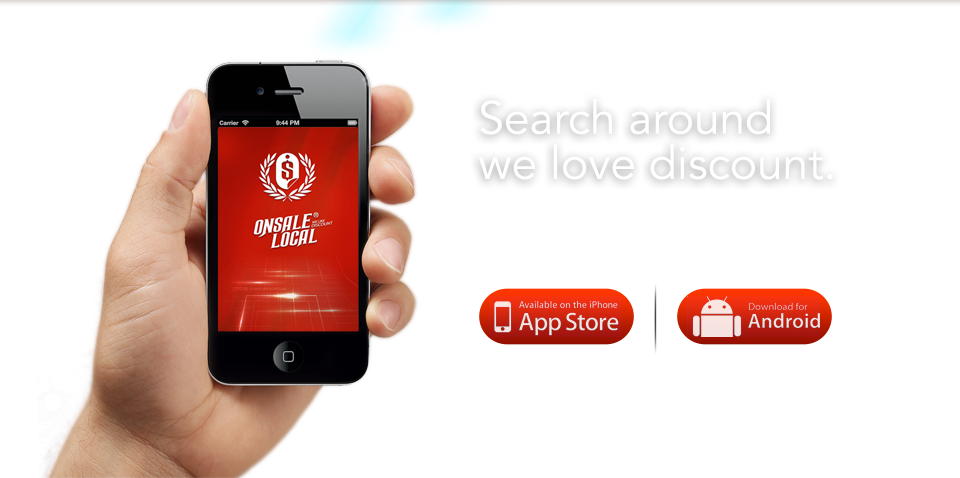 Carrier 9:44 PM
$
ONSALE®
LOCAL
Search around
we love discount.
Available on the iPhone
App Store
Download for
Android